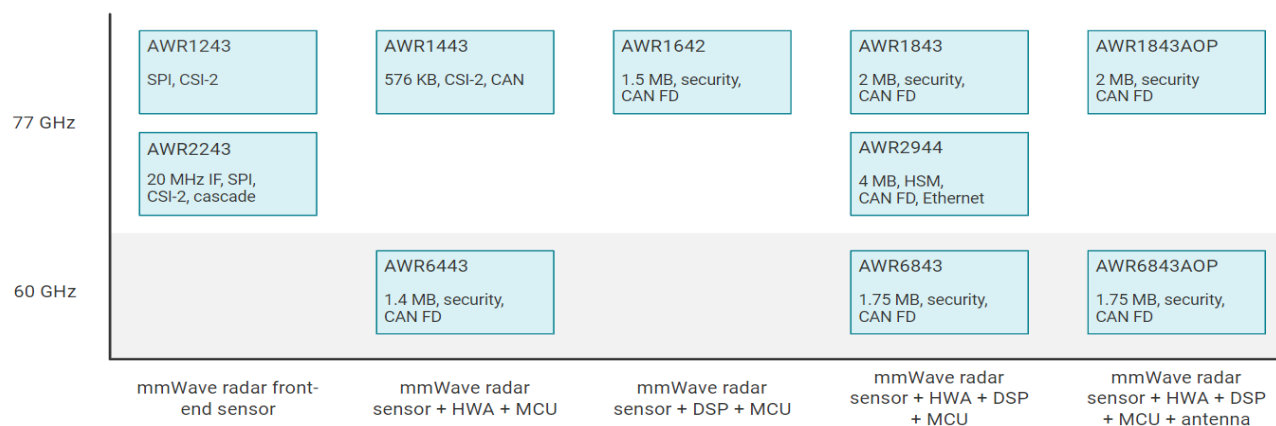 AWR1243
SPI, CSI-2
AWR1443
576 KB, CSI-2, CAN
AWR1642
1.5 MB, security,
CAN FD
AWR1843
2 MB, security,
CAN FD
AWR1843AOP
2 MB, security
CAN FD
77 GHz
AWR2243
20 MHz IF, SPI,
CSI-2, cascade
AWR2944
4 MB, HSM,
CAN FD, Ethernet
60 GHz
AWR6443
1.4 MB, security,
CAN FD
AWR6843
1.75 MB, security,
CAN FD
AWR6843AOP
1.75 MB, security,
CAN FD
mmWave radar front-
end sensor
mmWave radar
sensor + HWA + MCU
mmWave radar
sensor + DSP + MCU
mmWave radar
sensor + HWA + DSP
+ MCU
mmWave radar
sensor + HWA + DSP
+ MCU + antenna